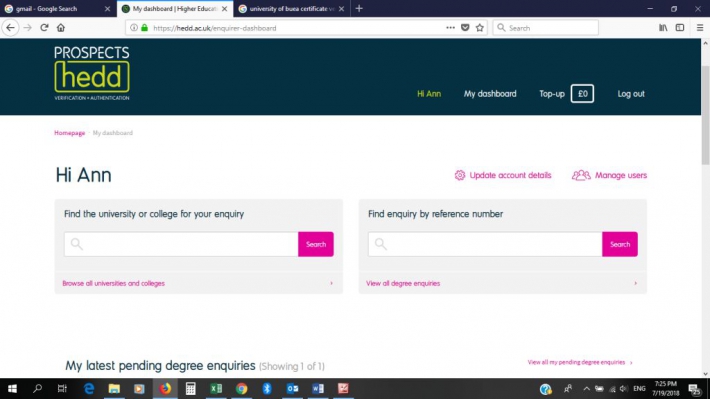 gmail - Google Search
My dashboard | Higher Educati
university of buea certificate ve
https://hedd.ac.uk/enquirer-dashboard
Search
PROSPECTS
hedd
VERIFICATION + AUTHENTICATION
Hi Ann
My dashboard
Top-up
£0
Log out
Homepage
My dashboard
Hi Ann
Update account details
Manage users
Find the university or college for your enquiry
Find enquiry by reference number
Search
Search
Browse all universities and colleges
View all degree enquiries
My latest pending degree enquiries (Showing 1 of 1)
View all my pending degree enquiries
ENG
7:25 PM
7/19/2018